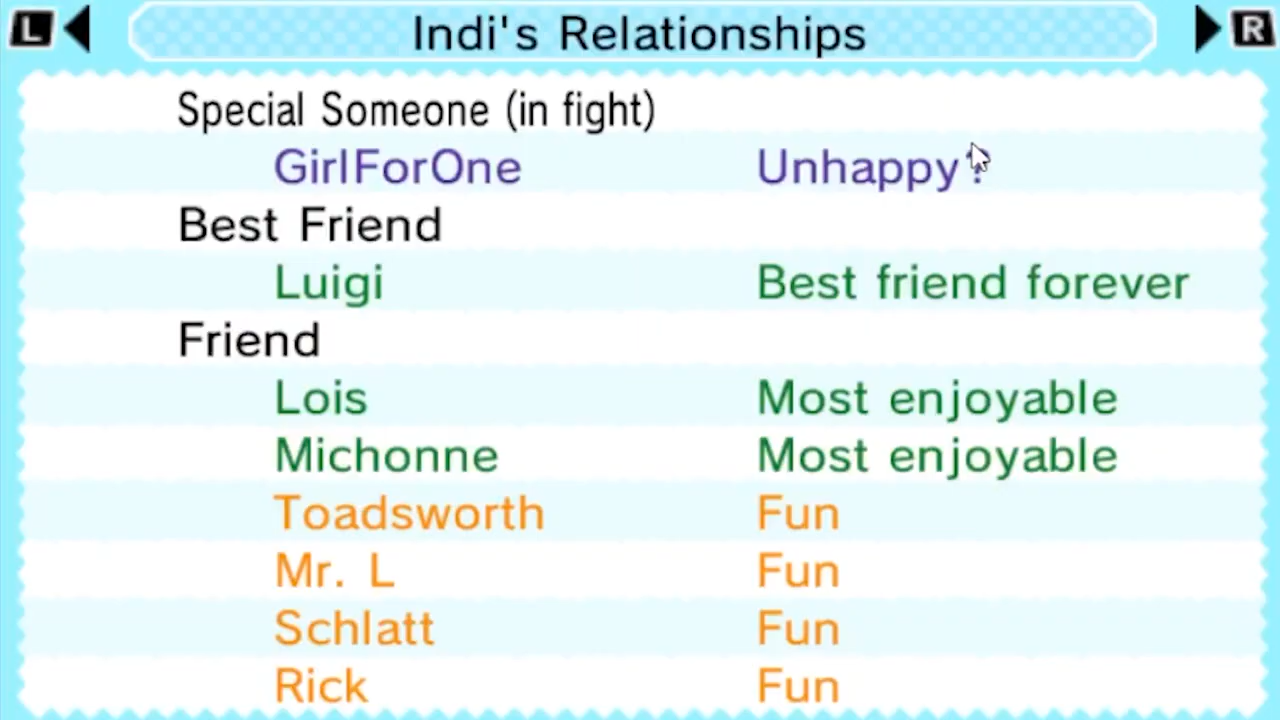 L Indi's Relationships R
Special Someone (in fight)
GirlForOne Unhappy?
Best Friend
Luigi Best friend forever
Friend
Lois Most enjoyable
Michonne Most enjoyable
Toadsworth Fun
Mr. L Fun
Schlatt Fun
Rick Fun